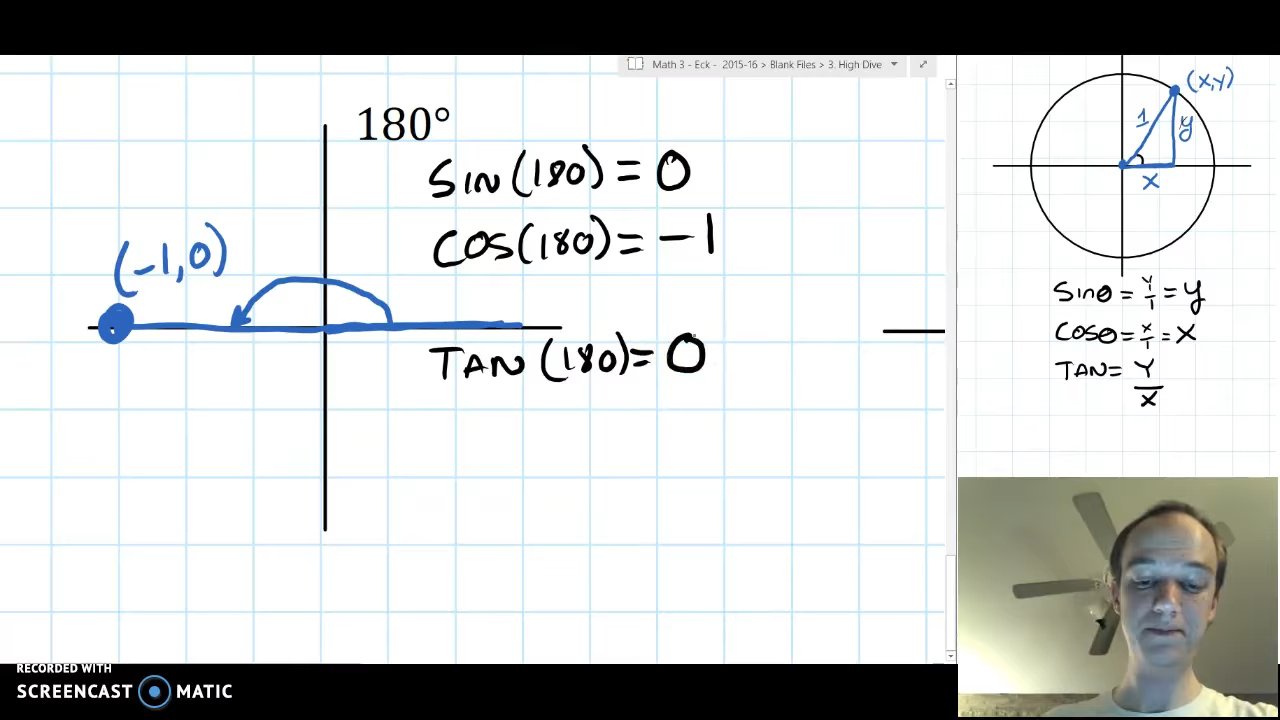 Math 3 - Eck - 2015-16 > Blank Files > 3. High Dive
180°
SIN(180) = 0
COS(180) = -1
(-1,0)
TAN(180) = 0
(X,Y)
1
y
X
Sinθ = Y/1 = Y
COSθ = X/1 = X
TAN = Y/X
RECORDED WITH
SCREENCAST MATIC